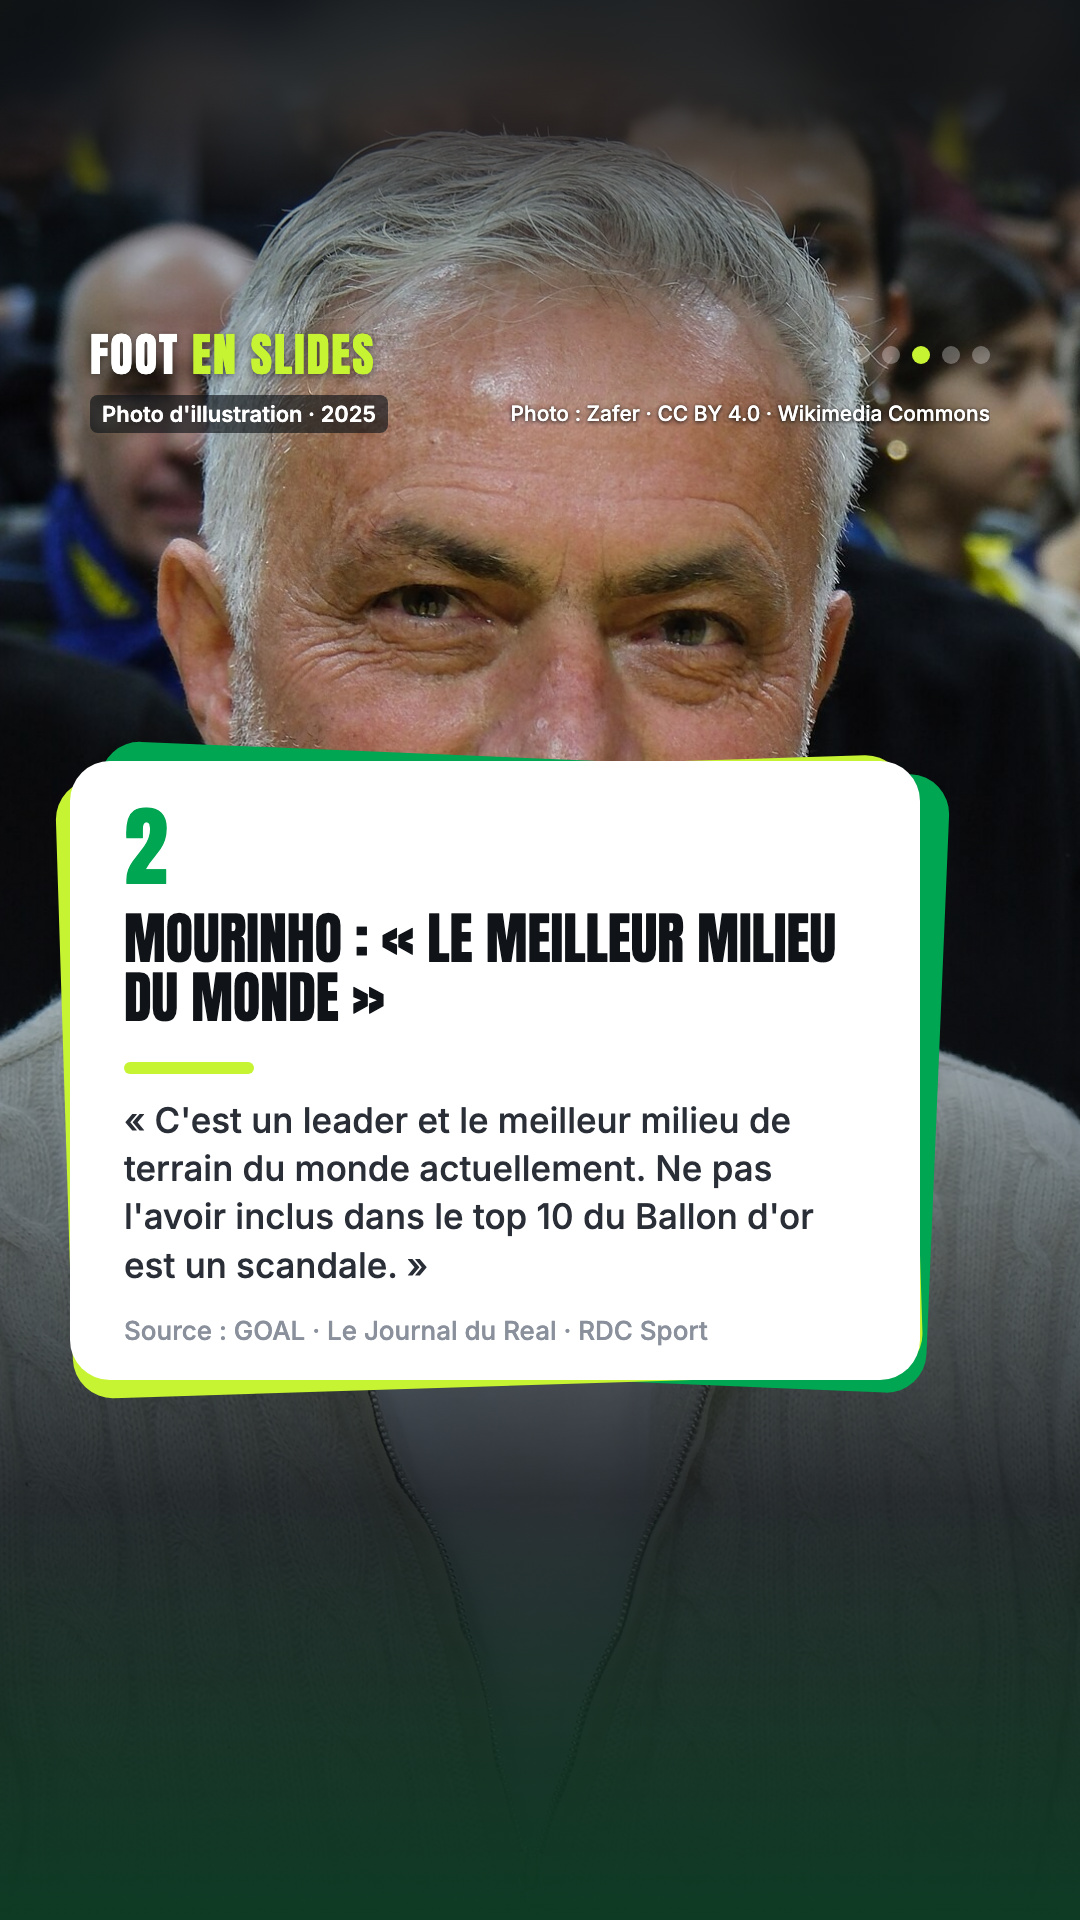 FOOT EN SLIDES
Photo d'illustration · 2025
Photo : Zafer · CC BY 4.0 · Wikimedia Commons
2
MOURINHO : « LE MEILLEUR MILIEU
DU MONDE »
« C'est un leader et le meilleur milieu de
terrain du monde actuellement. Ne pas
l'avoir inclus dans le top 10 du Ballon d'or
est un scandale. »
Source : GOAL · Le Journal du Real · RDC Sport